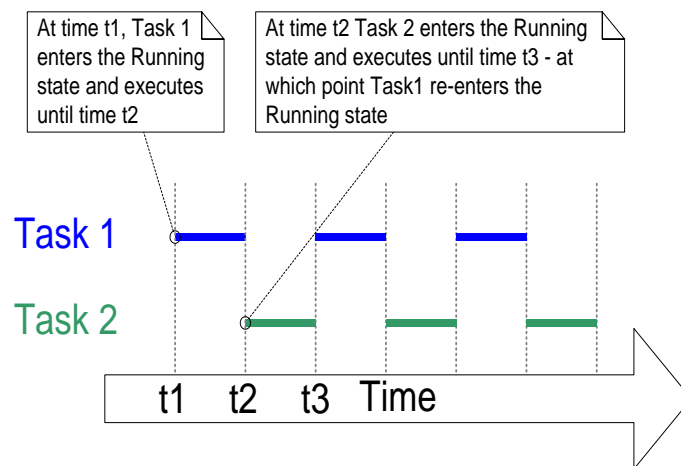 At time t1, Task 1
enters the Running
state and executes
until time t2
At time t2 Task 2 enters the Running
state and executes until time t3 - at
which point Task1 re-enters the
Running state
Task 1
Task 2
t1 t2 t3 Time